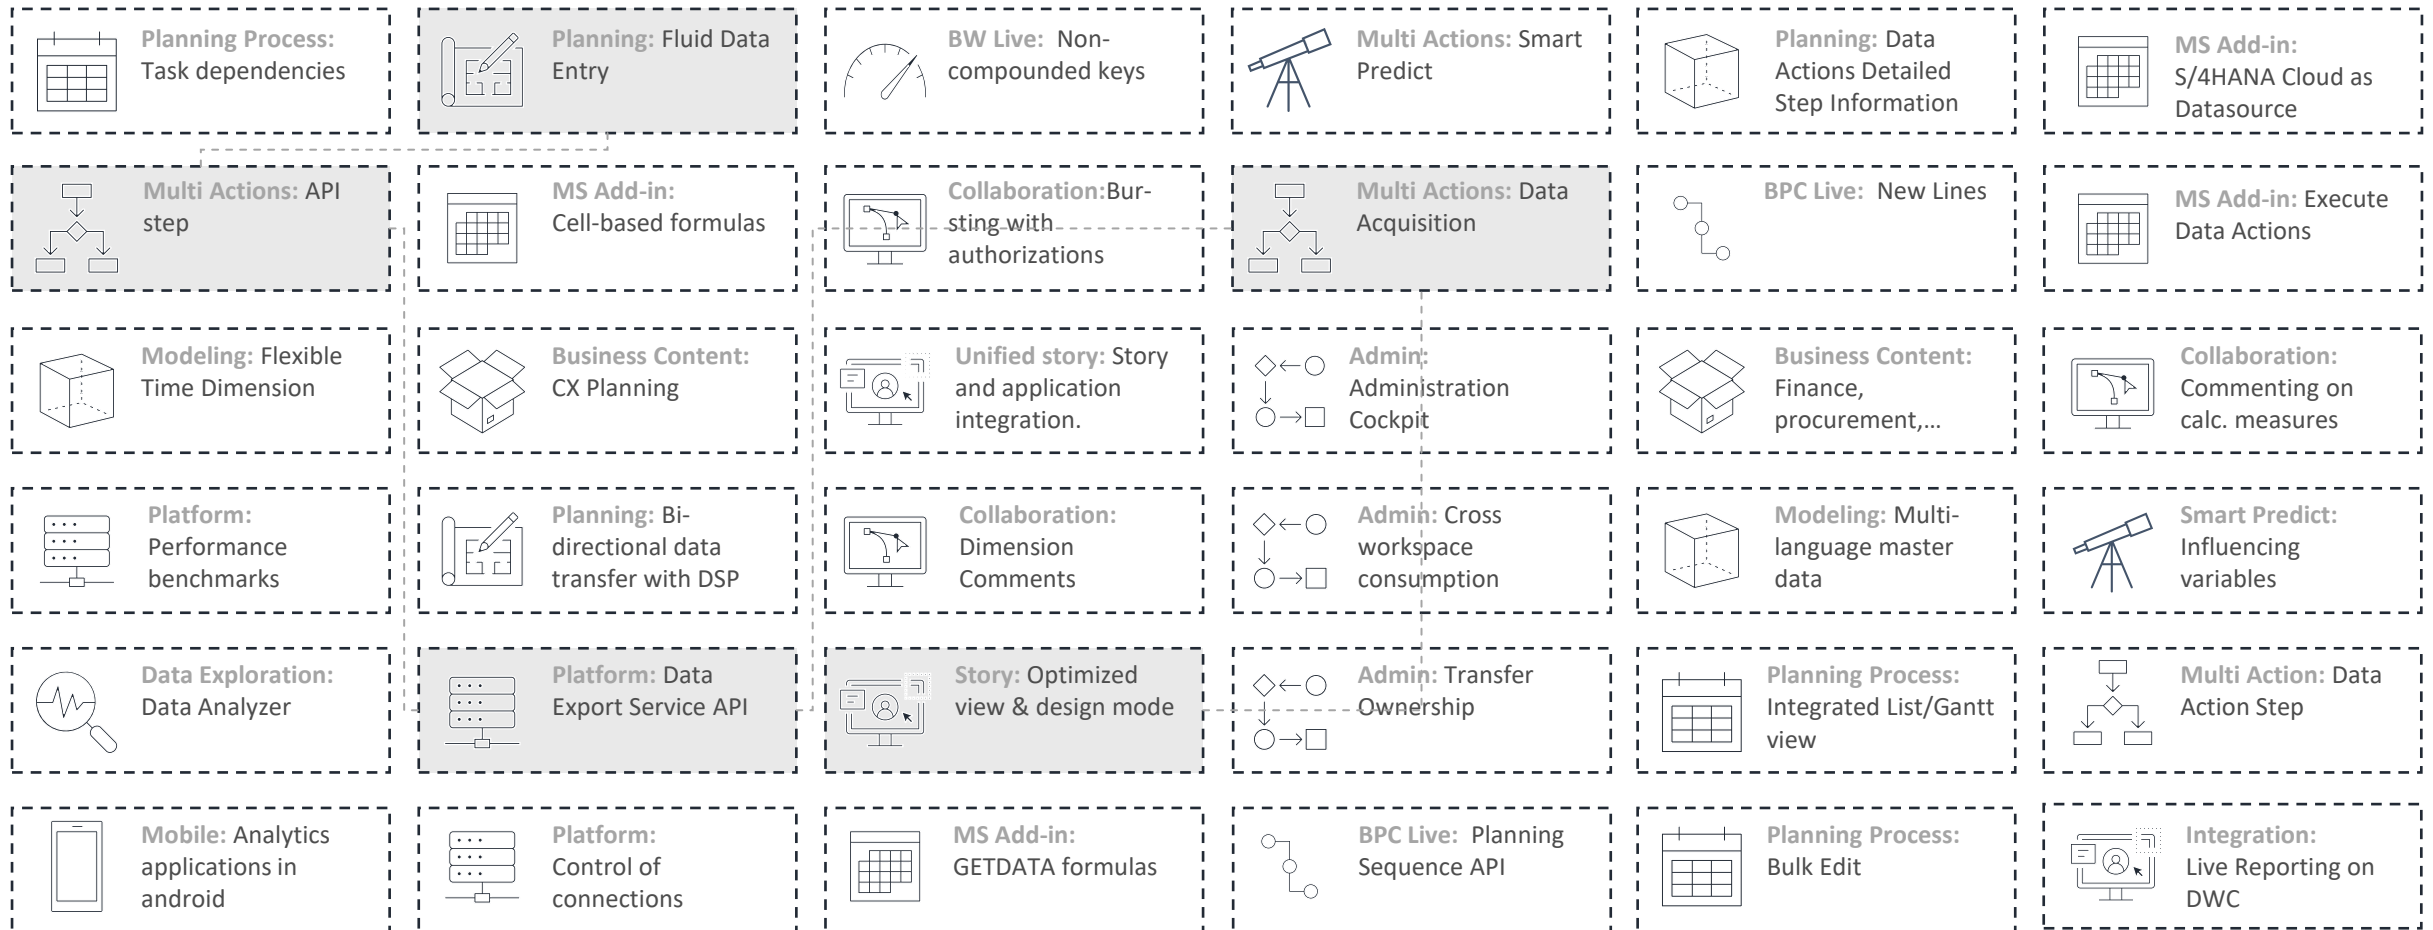 Planning Process:
Task dependencies
Planning: Fluid Data
Entry
BW Live:  Non-
compounded keys
Multi Actions: Smart
Predict
Planning: Data
Actions Detailed
Step Information
MS Add-in:
S/4HANA Cloud as
Datasource
Multi Actions: API
step
MS Add-in:
Cell-based formulas
Collaboration:Bur-
sting with
authorizations
Multi Actions: Data
Acquisition
BPC Live:  New Lines
MS Add-in: Execute
Data Actions
Modeling: Flexible
Time Dimension
Business Content:
CX Planning
Unified story: Story
and application
integration.
Admin:
Administration
Cockpit
Business Content:
Finance,
procurement,...
Collaboration:
Commenting on
calc. measures
Platform:
Performance
benchmarks
Planning: Bi-
directional data
transfer with DSP
Collaboration:
Dimension
Comments
Admin: Cross
workspace
consumption
Modeling: Multi-
language master
data
Smart Predict:
Influencing
variables
Data Exploration:
Data Analyzer
Platform: Data
Export Service API
Story: Optimized
view & design mode
Admin: Transfer
Ownership
Planning Process:
Integrated List/Gantt
view
Multi Action: Data
Action Step
Mobile: Analytics
applications in
android
Platform:
Control of
connections
MS Add-in:
GETDATA formulas
BPC Live:  Planning
Sequence API
Planning Process:
Bulk Edit
Integration:
Live Reporting on
DWC